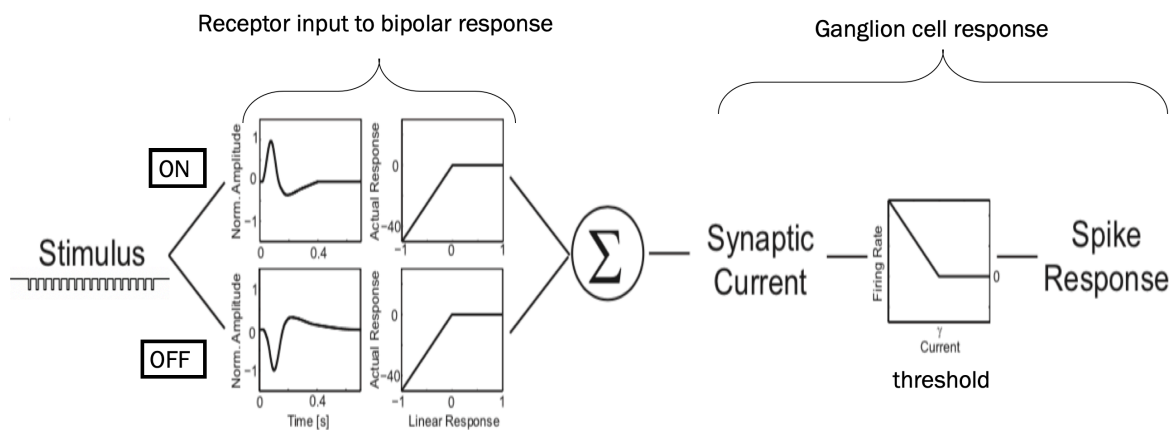 Receptor input to bipolar response
Ganglion cell response
ON
Norm. Amplitude
1
0
−1
0
0.4
Actual Response
0
−40
−1
0
1
Stimulus
OFF
Norm. Amplitude
1
0
−1
0
0.4
Time [s]
Actual Response
0
−40
−1
0
1
Linear Response
Σ
Synaptic
Current
Firing Rate
0
γ
Current
threshold
Spike
Response